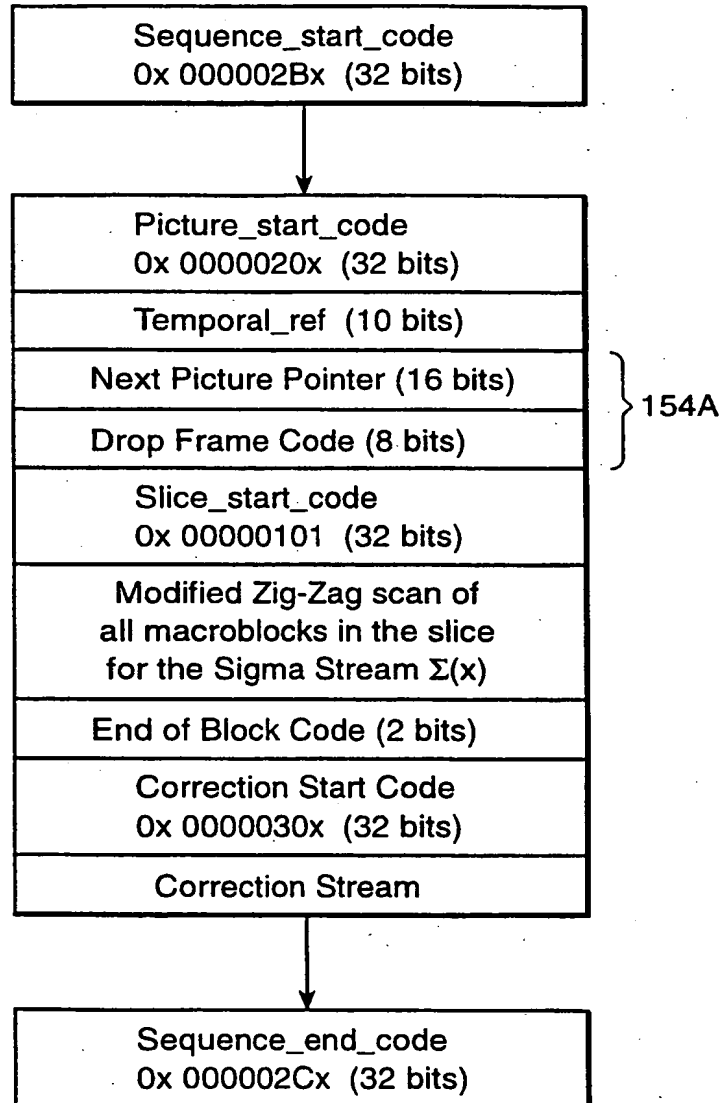 Sequence_start_code
0x 000002Bx (32 bits)
Picture_start_code
0x 0000020x (32 bits)
Temporal_ref (10 bits)
Next Picture Pointer (16 bits)
154A
Drop Frame Code (8 bits)
Slice_start_code
0x 00000101 (32 bits)
Modified Zig-Zag scan of
all macroblocks in the slice
for the Sigma Stream Σ(x)
End of Block Code (2 bits)
Correction Start Code
0x 0000030x (32 bits)
Correction Stream
Sequence_end_code
0x 000002Cx (32 bits)